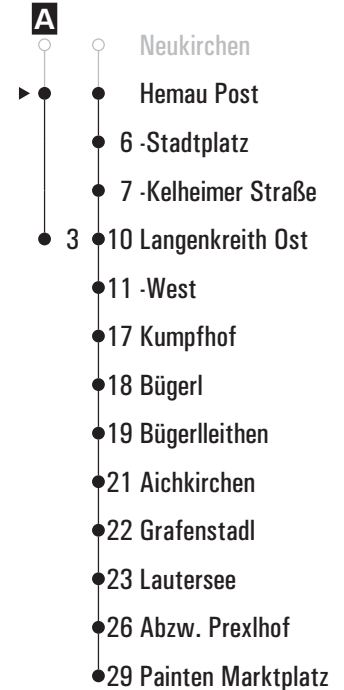 A
Neukirchen
Hemau Post
6 -Stadtplatz
7 -Kelheimer Straße
3 10 Langenkreith Ost
11 -West
17 Kumpfhof
18 Bügerl
19 Bügerlleithen
21 Aichkirchen
22 Grafenstadl
23 Lautersee
26 Abzw. Prexlhof
29 Painten Marktplatz